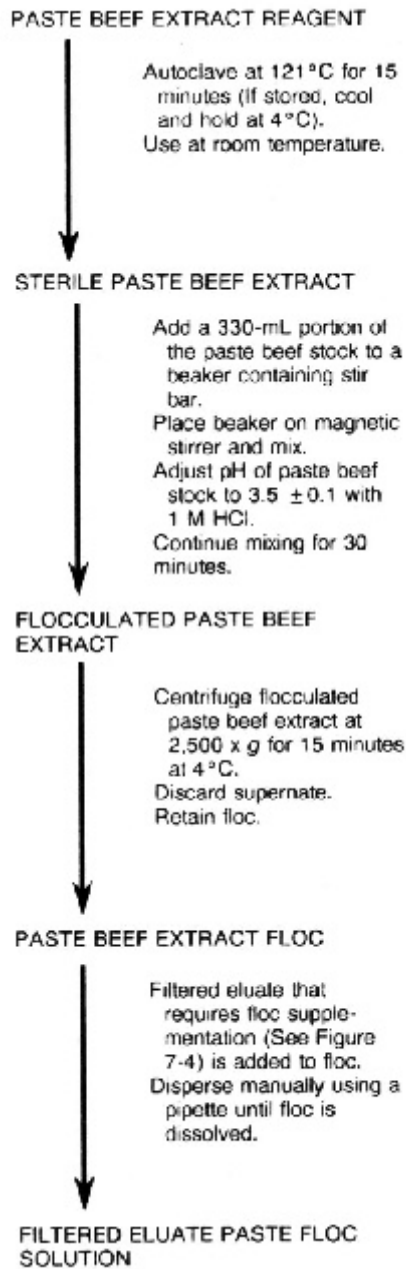 PASTE BEEF EXTRACT REAGENT
Autoclave at 121°C for 15
minutes (If stored, cool
and hold at 4°C).
Use at room temperature.
STERILE PASTE BEEF EXTRACT
Add a 330-mL portion of
the paste beef stock to a
beaker containing stir
bar.
Place beaker on magnetic
stirrer and mix.
Adjust pH of paste beef
stock to 3.5 ±0.1 with
1 M HCl.
Continue mixing for 30
minutes.
FLOCCULATED PASTE BEEF
EXTRACT
Centrifuge flocculated
paste beef extract at
2,500 x g for 15 minutes
at 4°C.
Discard supernate.
Retain floc.
PASTE BEEF EXTRACT FLOC
Filtered eluate that
requires floc supple-
mentation (See Figure
7-4) is added to floc.
Disperse manually using a
pipette until floc is
dissolved.
FILTERED ELUATE PASTE FLOC
SOLUTION